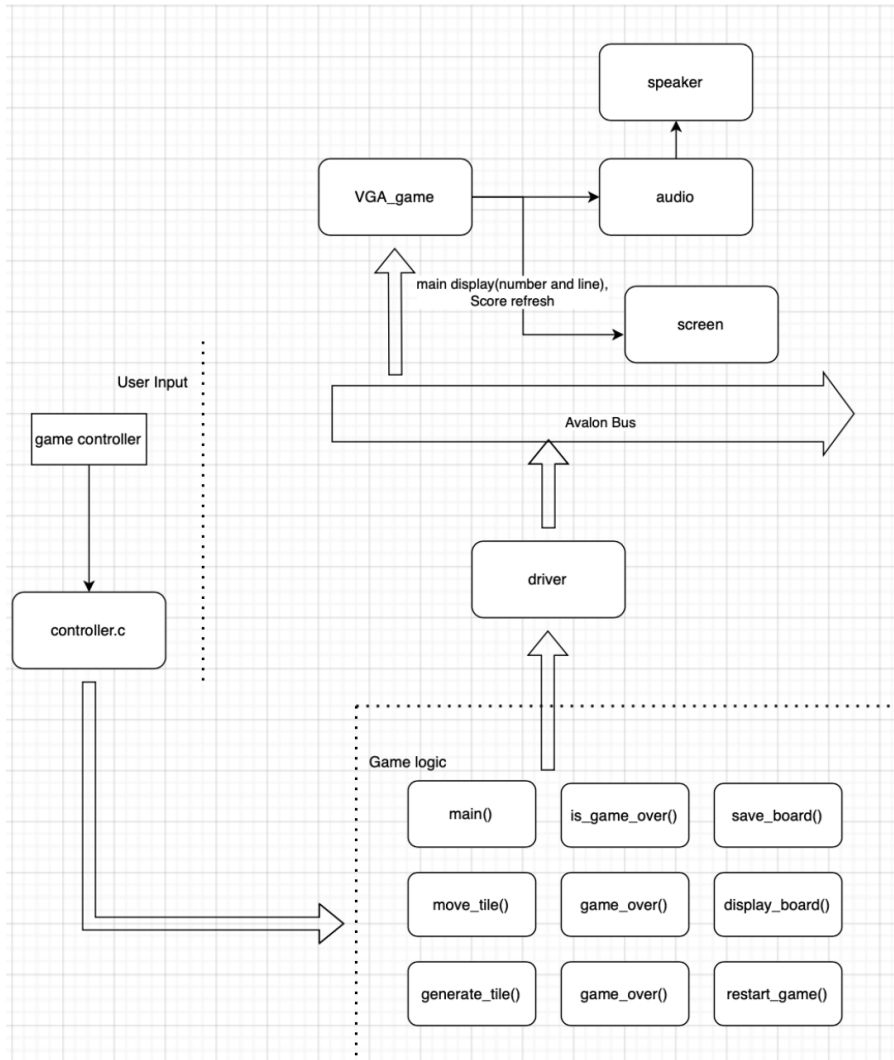 speaker
VGA_game
audio
main display(number and line),
Score refresh
screen
User Input
game controller
Avalon Bus
driver
controller.c
Game logic
main()
is_game_over()
save_board()
move_tile()
game_over()
display_board()
generate_tile()
game_over()
restart_game()